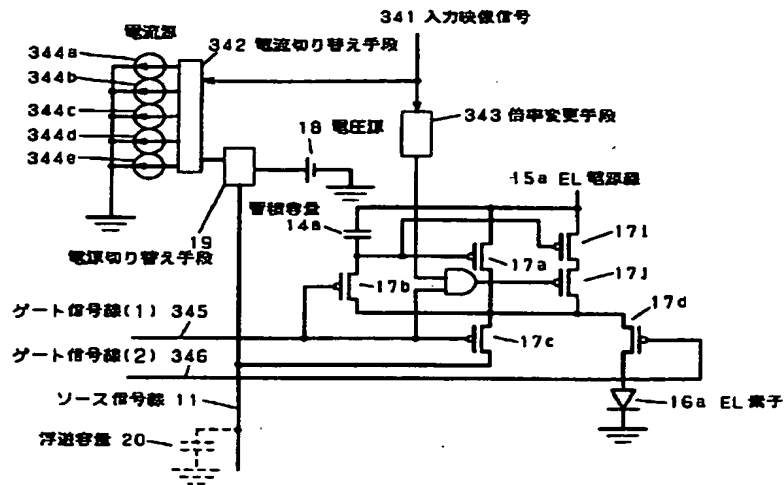 341 入力映像信号
電流源
344a
342 電流切り替え手段
344b
344c
344d
344e
18 電圧源
343 倍率変更手段
15a EL 電源線
蓄積容量
14a
19
電源切り替え手段
17a
17i
17b
17j
17d
ゲート信号線(1) 345
17c
ゲート信号線(2) 346
ソース信号線 11
16a EL 素子
浮遊容量 20